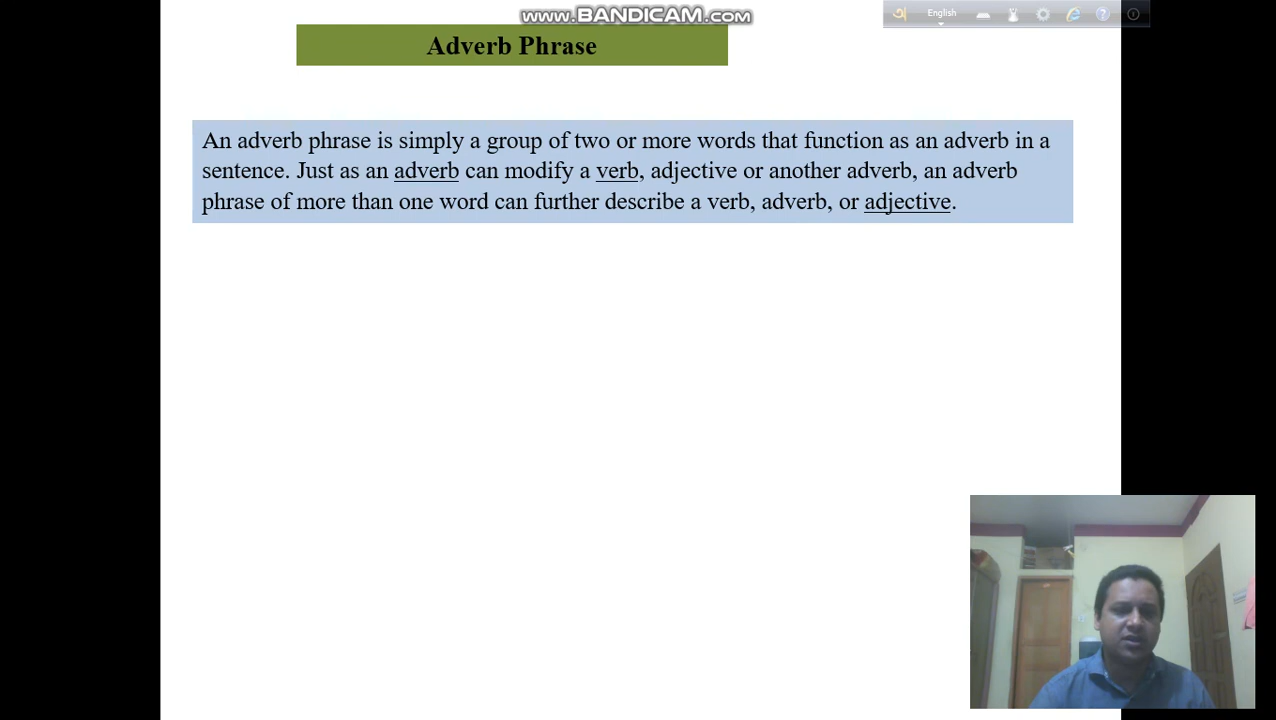 www.BANDICAM.com
English
Adverb Phrase
An adverb phrase is simply a group of two or more words that function as an adverb in a
sentence. Just as an adverb can modify a verb, adjective or another adverb, an adverb
phrase of more than one word can further describe a verb, adverb, or adjective.